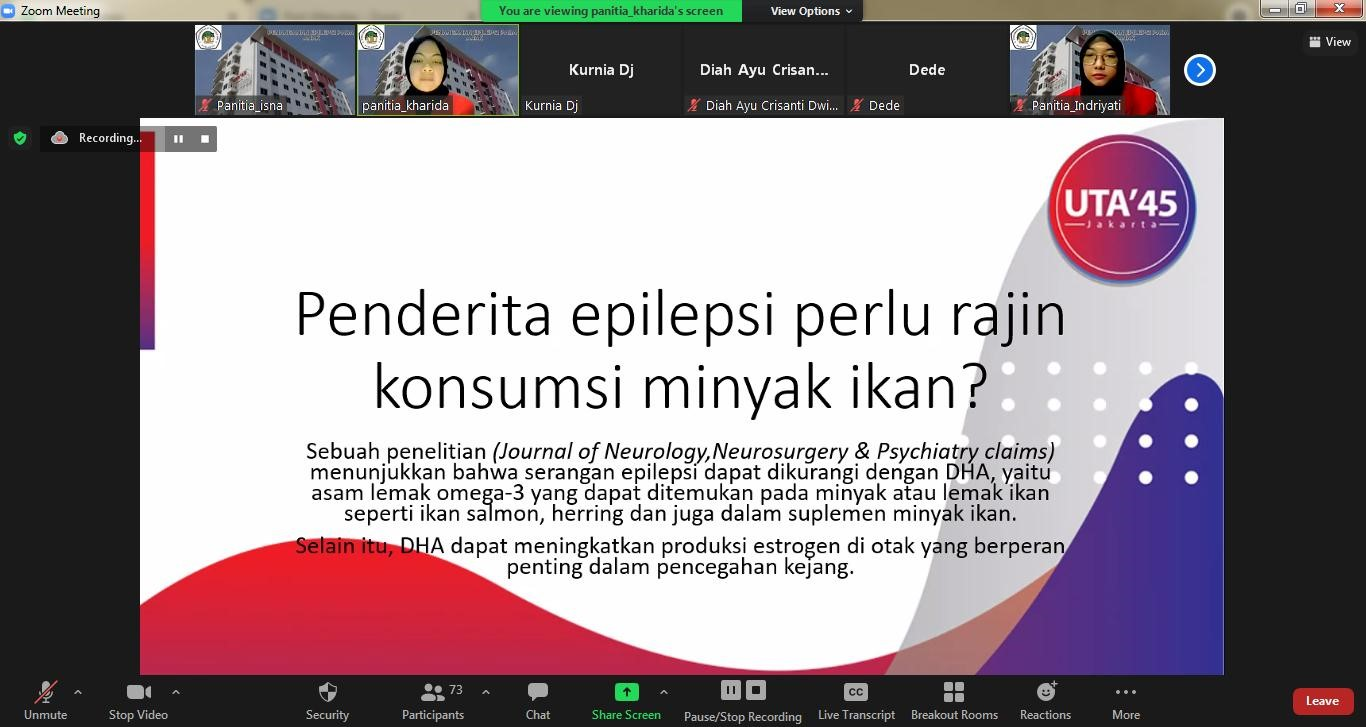 Zoom Meeting
You are viewing panitia_kharida's screen
View Options
View
PENANGANAN EPILEPSI PADA ANAK
Panitia_isna
panitia_kharida
Kurnia Dj
Kurnia Dj
Diah Ayu Crisan...
Diah Ayu Crisanti Dwi...
Dede
Dede
Panitia_Indriyati
Recording...
UTA'45
Jakarta
Penderita epilepsi perlu rajin
konsumsi minyak ikan?
Sebuah penelitian (Journal of Neurology,Neurosurgery & Psychiatry claims)
menunjukkan bahwa serangan epilepsi dapat dikurangi dengan DHA, yaitu
asam lemak omega-3 yang dapat ditemukan pada minyak atau lemak ikan
seperti ikan salmon, herring dan juga dalam suplemen minyak ikan.
Selain itu, DHA dapat meningkatkan produksi estrogen di otak yang berperan
penting dalam pencegahan kejang.
Unmute
Stop Video
Security
73
Participants
Chat
Share Screen
Pause/Stop Recording
CC
Live Transcript
Breakout Rooms
Reactions
More
Leave